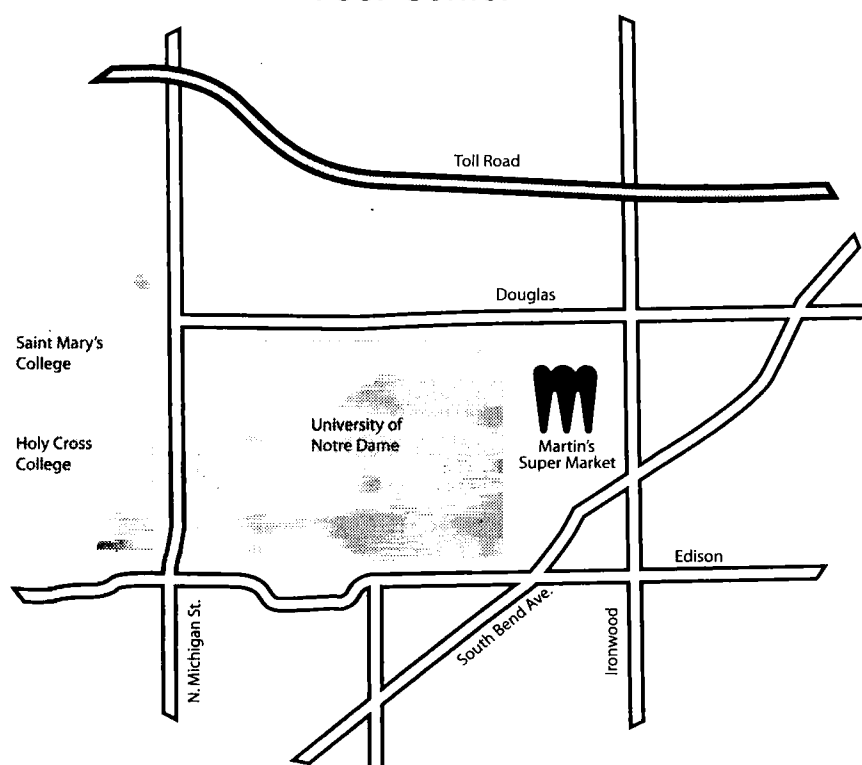 Toll Road
Douglas
Saint Mary's
College
University of
Notre Dame
Holy Cross
College
Martin's
Super Market
Edison
N. Michigan St.
South Bend Ave.
Ironwood